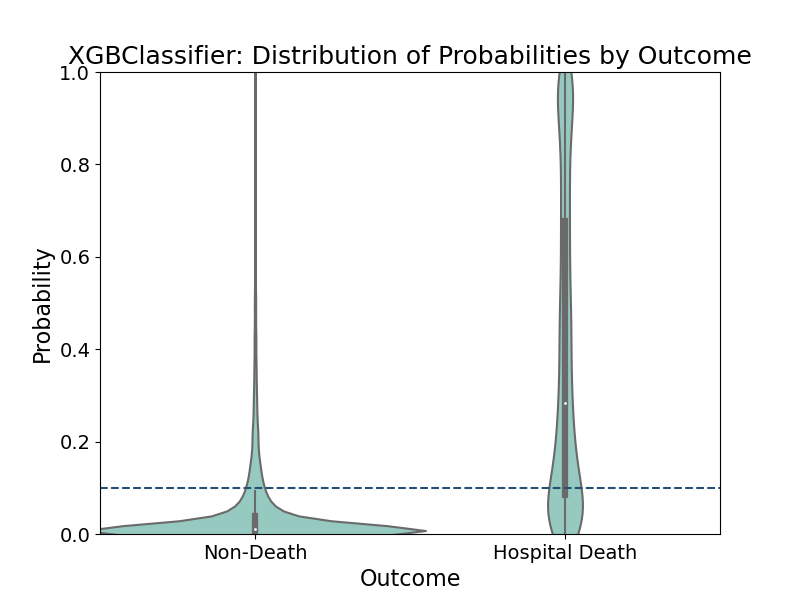 XGBClassifier: Distribution of Probabilities by Outcome
1.0
0.8
0.6
0.4
0.2
0.0
Probability
Non-Death
Hospital Death
Outcome